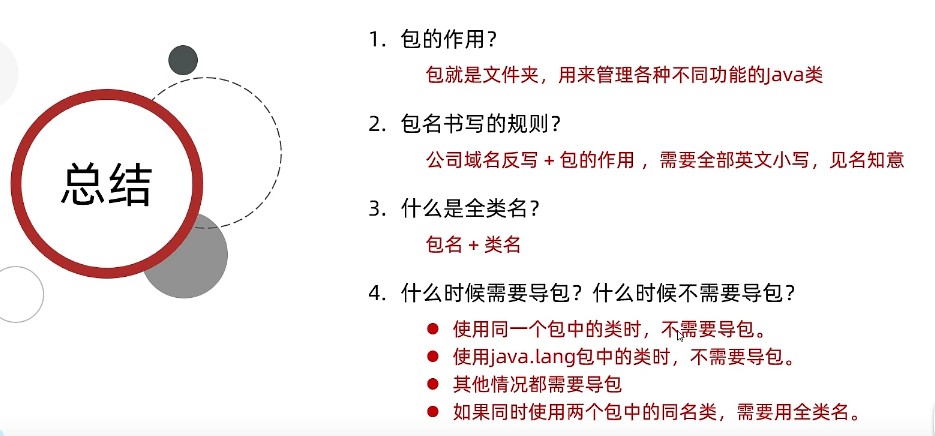 总结
1. 包的作用？
包就是文件夹，用来管理各种不同功能的Java类
2. 包名书写的规则？
公司域名反写 + 包的作用 ，需要全部英文小写，见名知意
3. 什么是全类名？
包名 + 类名
4. 什么时候需要导包？什么时候不需要导包？
● 使用同一个包中的类时，不需要导包。
● 使用java.lang包中的类时，不需要导包。
● 其他情况都需要导包
● 如果同时使用两个包中的同名类，需要用全类名。